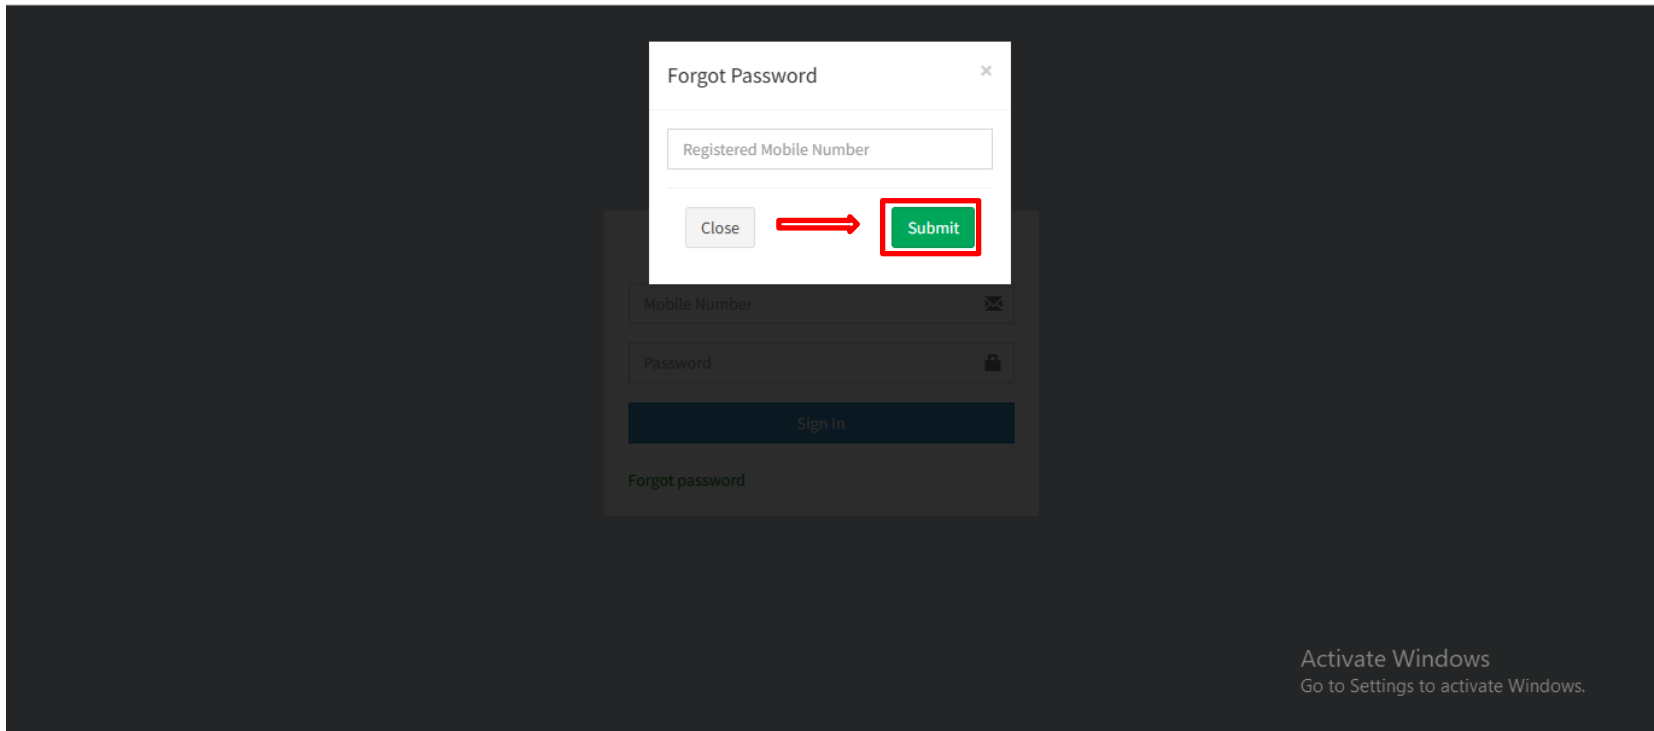 Forgot Password ×
Registered Mobile Number
Close
Submit
Mobile Number
Password
Sign In
Forgot password
Activate Windows
Go to Settings to activate Windows.